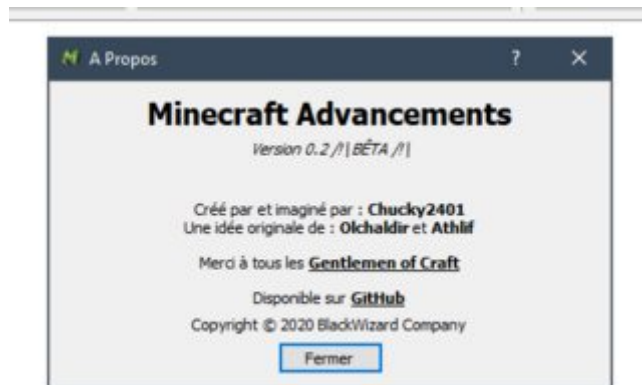 A Propos
Minecraft Advancements
Version 0.2 /!\ BÊTA /!\
Créé par et imaginé par : Chucky2401
Une idée originale de : Olchaldir et Athlif
Merci à tous les Gentlemen of Craft
Disponible sur GitHub
Copyright © 2020 BlackWizard Company
Fermer